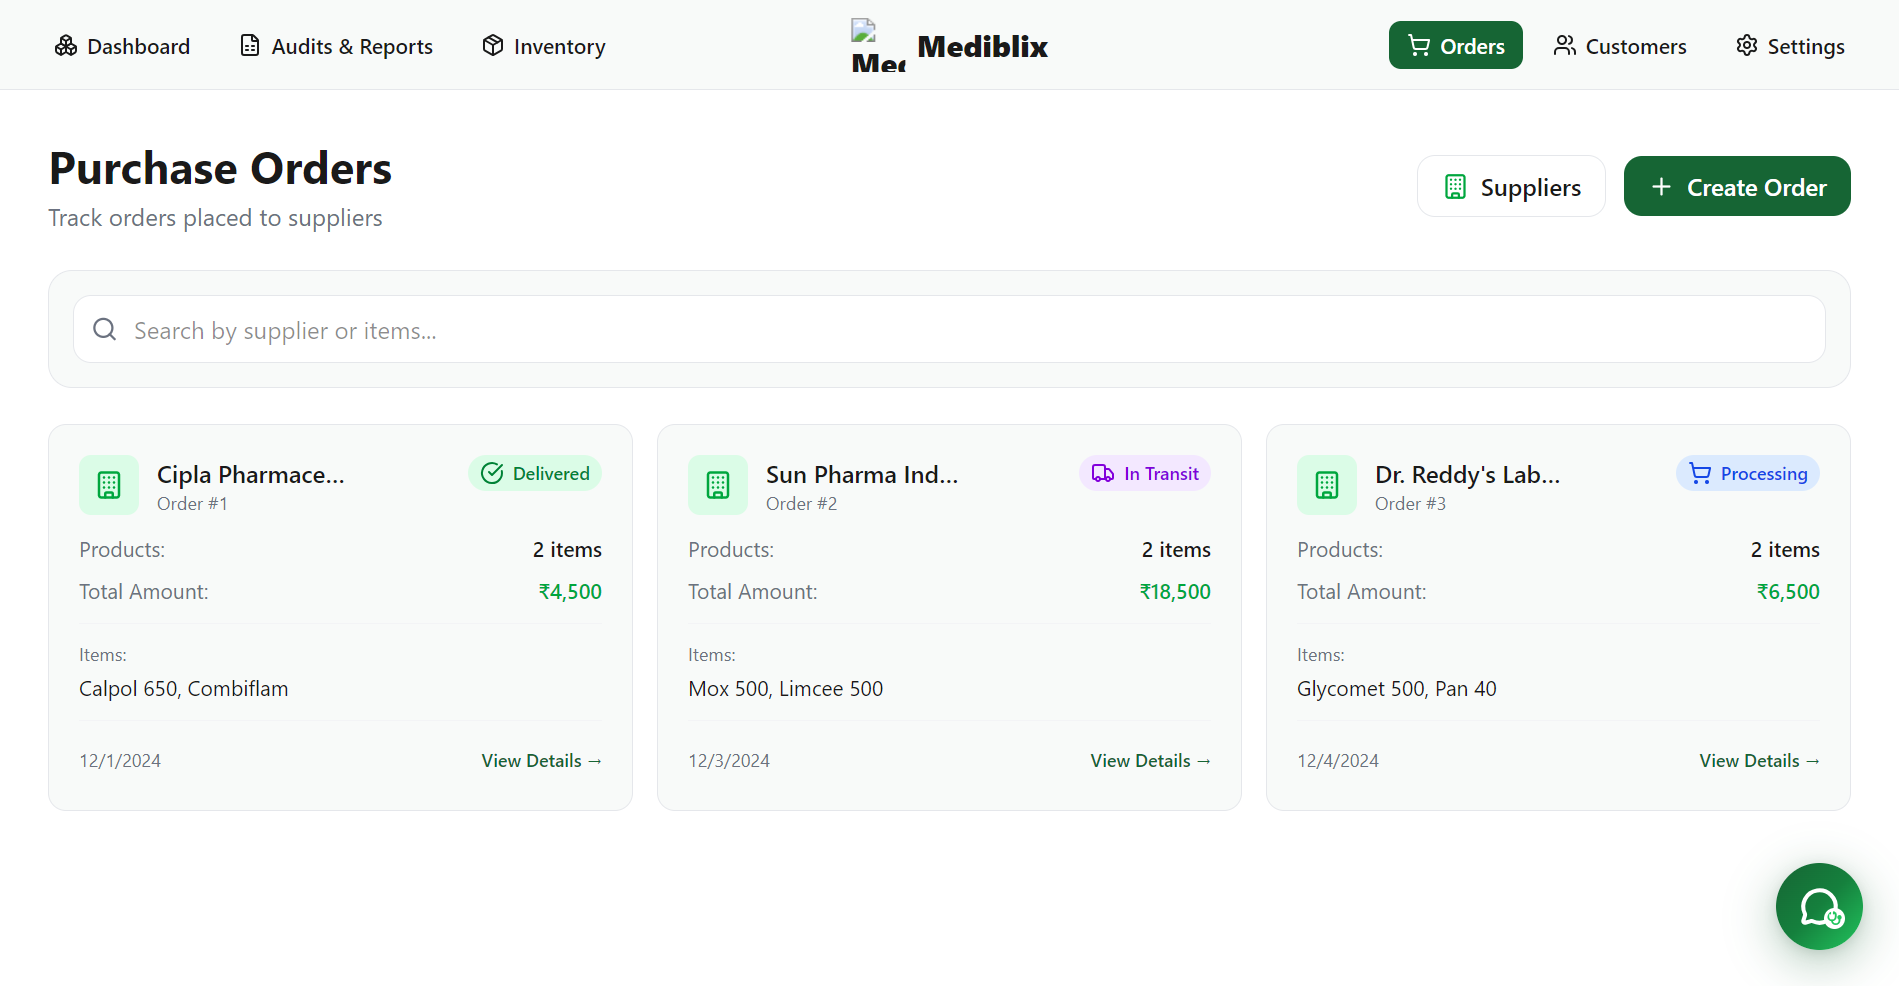 Dashboard
Audits & Reports
Inventory
Med
Mediblix
Orders
Customers
Settings
Purchase Orders
Track orders placed to suppliers
Suppliers
+ Create Order
Search by supplier or items...
Cipla Pharmace...
Order #1
Delivered
Products:
2 items
Total Amount:
₹4,500
Items:
Calpol 650, Combiflam
12/1/2024
View Details →
Sun Pharma Ind...
Order #2
In Transit
Products:
2 items
Total Amount:
₹18,500
Items:
Mox 500, Limcee 500
12/3/2024
View Details →
Dr. Reddy's Lab...
Order #3
Processing
Products:
2 items
Total Amount:
₹6,500
Items:
Glycomet 500, Pan 40
12/4/2024
View Details →